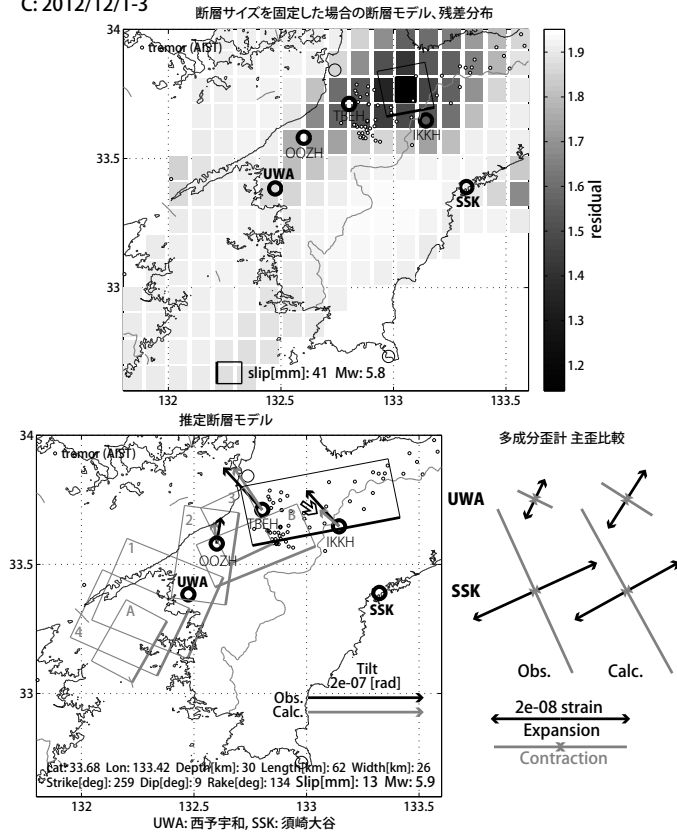 C: 2012/12/1-3
断層サイズを固定した場合の断層モデル、残差分布
34
tremor (AIST)
TBEH
IKKH
OOZH
33.5
UWA
SSK
33
slip[mm]: 41 Mw: 5.8
132
132.5
133
133.5
1.9
1.8
1.7
1.6
1.5
1.4
1.3
1.2
residual
推定断層モデル
34
tremor (AIST)
3
TBEH
B
2
IKKH
OOZH
1
33.5
UWA
SSK
A
4
Tilt
2e-07 [rad]
Obs.
Calc.
33
Lat: 33.68 Lon: 133.42 Depth[km]: 30 Length[km]: 62 Width[km]: 26
Strike[deg]: 259 Dip[deg]: 9 Rake[deg]: 134 Slip[mm]: 13 Mw: 5.9
132
132.5
133
133.5
UWA: 西予宇和, SSK: 須崎大谷
多成分歪計 主歪比較
UWA
SSK
Obs.
Calc.
2e-08 strain
Expansion
Contraction